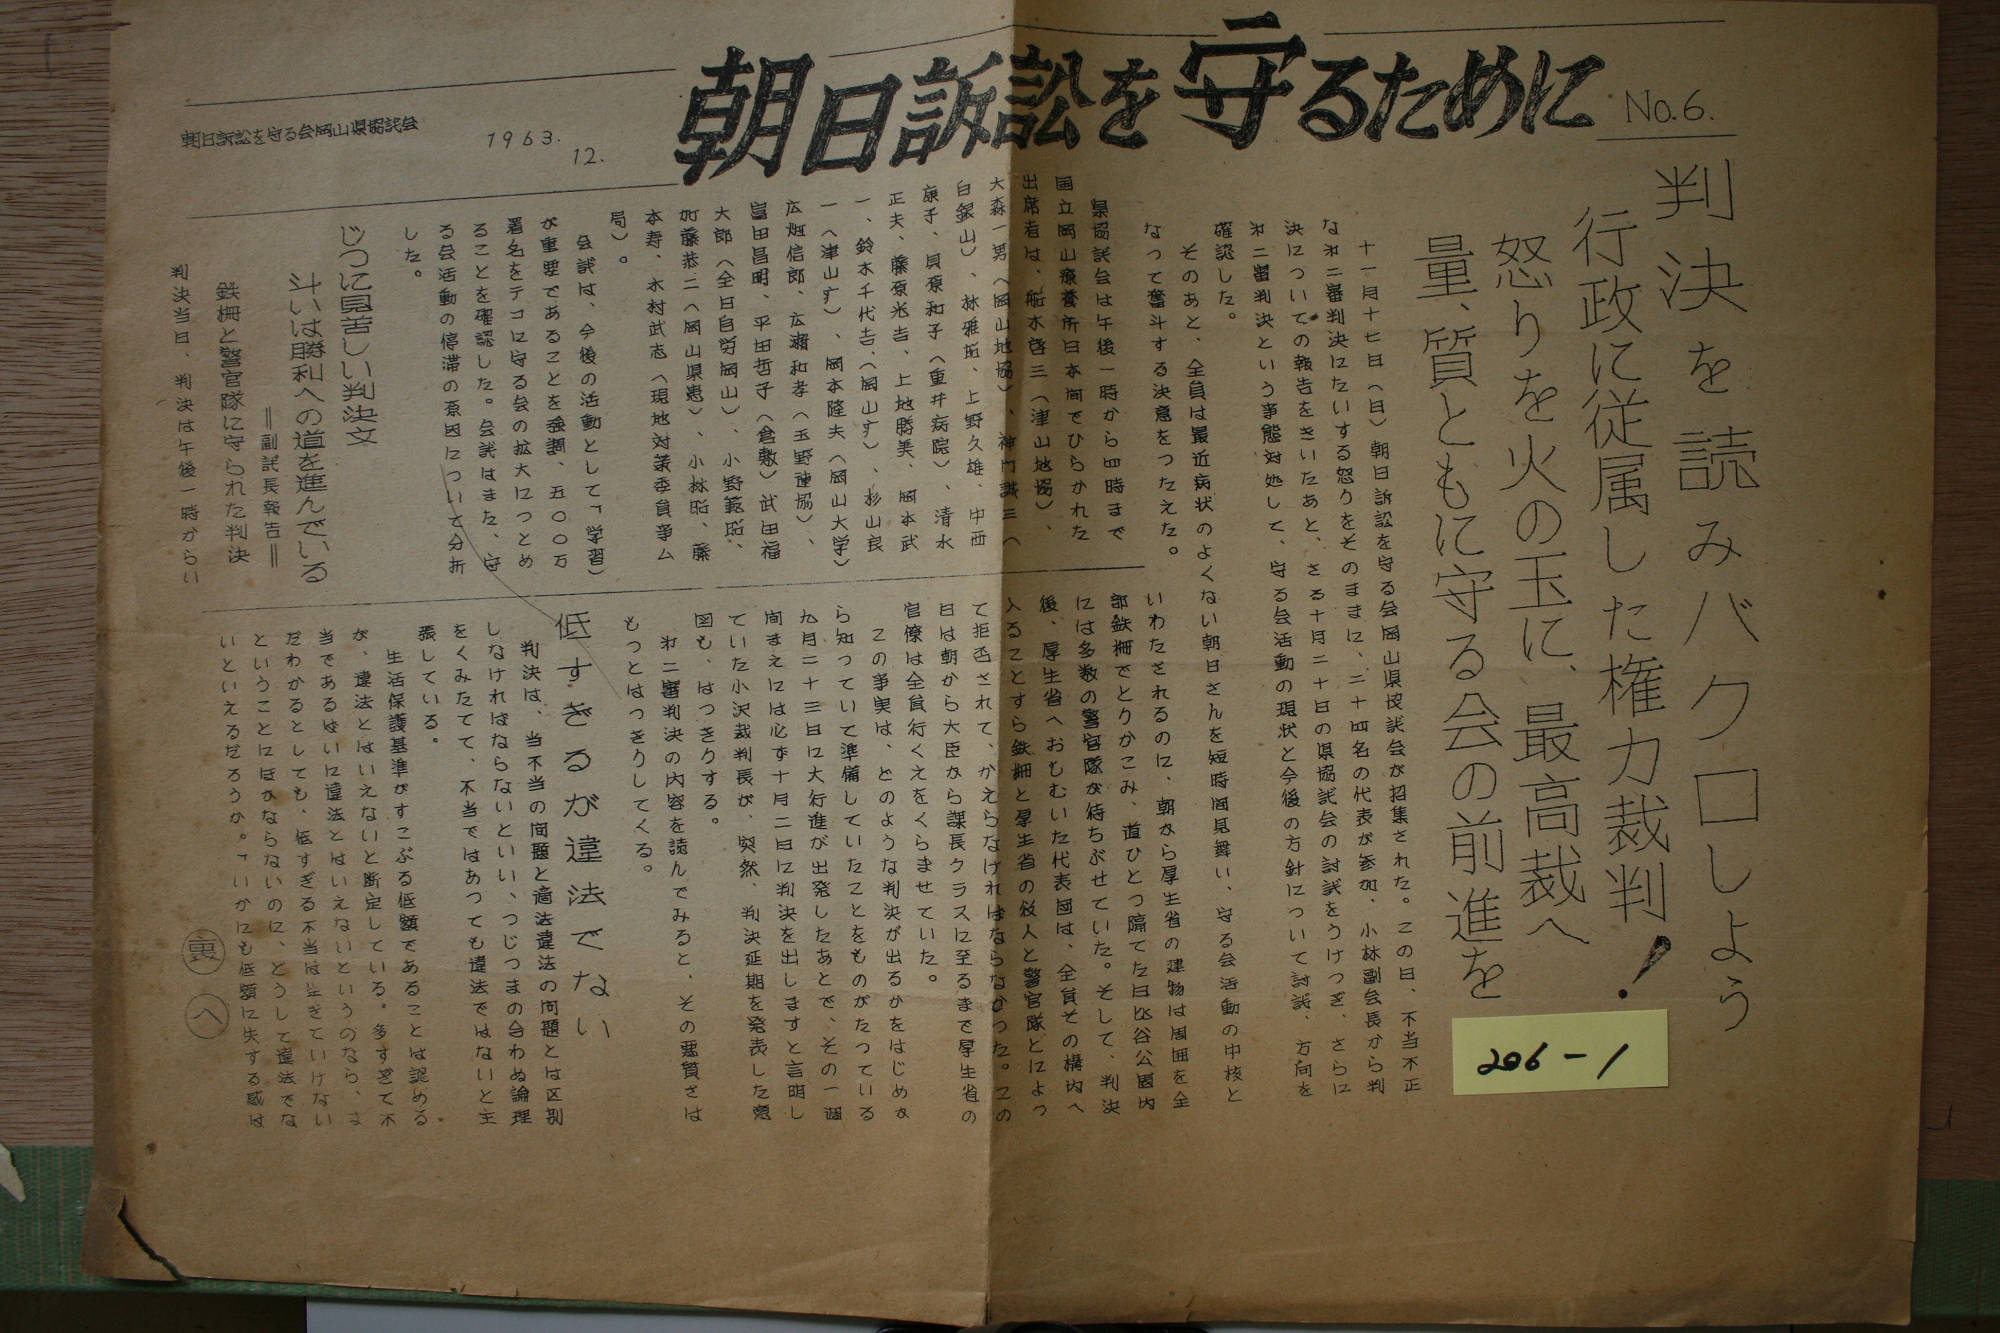 朝日訴訟を守るために
No.6.
1963.
12.
朝日訴訟を守る会岡山県協議会
判決を読みバクロしよう
行政に従属した権力裁判!
怒りを火の玉に、最高裁へ
量、質ともに守る会の前進を
十一月十七日(日)朝日訴訟を守る会岡山県協議会が招集された。この日、不当不正
な㐧二審判決にたいする怒りをそのままに、二十四名の代表が参加、小林副会長から判
決についての報告をきいたあと、さる十月二十日の県協議会の討議をうけつぎ、さらに
㐧二審判決という事態対処して、守る会活動の現状と今後の方針について討議、方向を
確認した。
そのあと、全員は最近病状のよくない朝日さんを短時間見舞い、守る会活動の中核と
なって奮斗する決意をつたえた。
県協議会は午後一時から四時まで
国立岡山療養所日本間でひらかれた
出席者は、船木啓三(津山地協)、
大森一男(岡山地協)、神門誠三(
白銀山)、林雅拓、上野久雄、中西
康子、貝原和子(重井病院)、清水
正夫、藤原光吉、上地勝美、岡本武
一、鈴木千代吉、(岡山す)、杉山良
一(津山す)、岡本隆夫(岡山大学)
広畑信郎、広瀬和孝(玉野地協)、
富田昌明、平田哲子(倉敷)武田福
太郎(全日自労岡山)、小野範昭、
加藤恭二(岡山県患)、小林昭、藤
本寿、木村武志(現地対策委員事ム
局)。
会議は、今後の活動として「学習」
が重要であることを強調、五〇〇万
署名をテコに守る会の拡大につとめ
ることを確認した。会議はまた、守
る会活動の停滞の原因について分析
した。
じつに見苦しい判決文
斗いは勝利への道を進んでいる
=副議長報告=
鉄柵と警官隊に守られた判決
判決当日、判決は午後一時からい
いわたされるのに、朝から厚生省の建物は周囲を全
部鉄柵でとりかこみ、道ひとつ隔てた日比谷公園内
には多数の警官隊が待ちぶせていた。そして、判決
後、厚生省へおもむいた代表団は、全員その構内へ
入ることすら鉄柵と厚生省の役人と警官隊とによっ
て拒否されて、かえらなければならなかった。この
日は朝から大臣から課長クラスに至るまで厚生省の
官僚は全員行くえをくらませていた。
この事実は、どのような判決が出るかをはじめか
ら知っていて準備していたことをものがたっている
九月二十三日に大行進が出発したあとで、その一週
間まえには必ず十月二日に判決を出しますと言明し
ていた小沢裁判長が、突然、判決延期を発表した意
図も、はっきりする。
㐧二審判決の内容を読んでみると、その悪質さは
もっとはっきりしてくる。
低すぎるが違法でない
判決は、当不当の問題と適法違法の問題とは区別
しなければならないといい、つじつまの合わぬ論理
をくみたてて、不当ではあっても違法ではないと主
張している。
生活保護基準がすこぶる低額であることは認める
が、違法とはいえないと断定している。多すぎて不
当であるばいに違法とはいえないというのなら、ま
だわかるとしても、低すぎる不当は生きていけない
ということにほかならないのに、どうして違法でな
いといえるだろうか。「いかにも低額に失する感は
裏へ
206-1